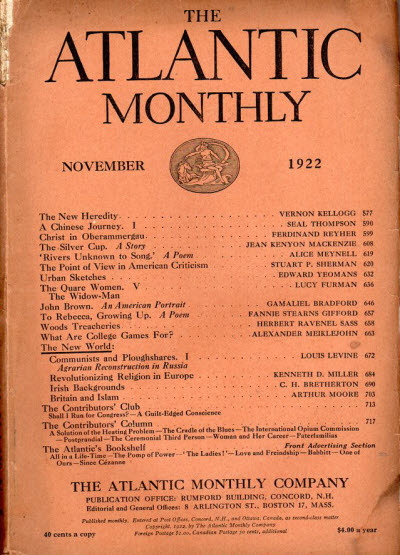 THE
ATLANTIC
MONTHLY
NOVEMBER 1922
The New Heredity. VERNON KELLOGG 577
A Chinese Journey. I SEAL THOMPSON 590
Christ in Oberammergau. FERDINAND REYHER 599
The Silver Cup. A Story JEAN KENYON MACKENZIE 608
'Rivers Unknown to Song.' A Poem ALICE MEYNELL 619
The Point of View in American Criticism STUART P. SHERMAN 620
Urban Sketches EDWARD YEOMANS 632
The Quare Women. V LUCY FURMAN 636
The Widow-Man
John Brown. An American Portrait GAMALIEL BRADFORD 646
To Rebecca, Growing Up. A Poem FANNIE STEARNS GIFFORD 657
Woods Treacheries HERBERT RAVENEL SASS 658
What Are College Games For? ALEXANDER MEIKLEJOHN 663
The New World:
Communists and Ploughshares. I LOUIS LEVINE 672
Agrarian Reconstruction in Russia
Revolutionizing Religion in Europe KENNETH D. MILLER 684
Irish Backgrounds C. H. BRETHERTON 690
Britain and Islam ARTHUR MOORE 703
The Contributors' Club 713
Shall I Run for Congress?—A Guilt-Edged Conscience
The Contributors' Column 717
A Solution of the Heating Problem—The Cradle of the Blues—The International Opium Commission
—Postprandial—The Ceremonial Third Person—Woman and Her Career—Paterfamilias
The Atlantic's Bookshelf Front Advertising Section
All in a Life-Time—The Pomp of Power—'The Ladies!'—Love and Freindship—Babbitt—One of
Ours—Since Cézanne
THE ATLANTIC MONTHLY COMPANY
PUBLICATION OFFICE: RUMFORD BUILDING, CONCORD, N.H.
Editorial and General Offices: 8 ARLINGTON ST., BOSTON 17, MASS.
Published monthly. Entered at Post Offices, Concord, N.H., and Ottawa, Canada, as second-class matter
Copyright, 1922, by The Atlantic Monthly Company
40 cents a copy Foreign Postage $1.00, Canadian Postage 50 cents, additional $4.00 a year